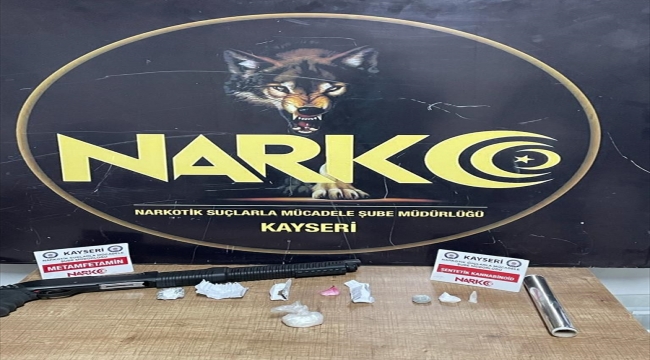 NARKO
NARKOTİK SUÇLARLA MÜCADELE ŞUBE MÜDÜRLÜĞÜ
KAYSERİ
KAYSERİ
METAMFETAMİN
NARKO
KAYSERİ
SENTETİK KANNABİNOİD
NARKO